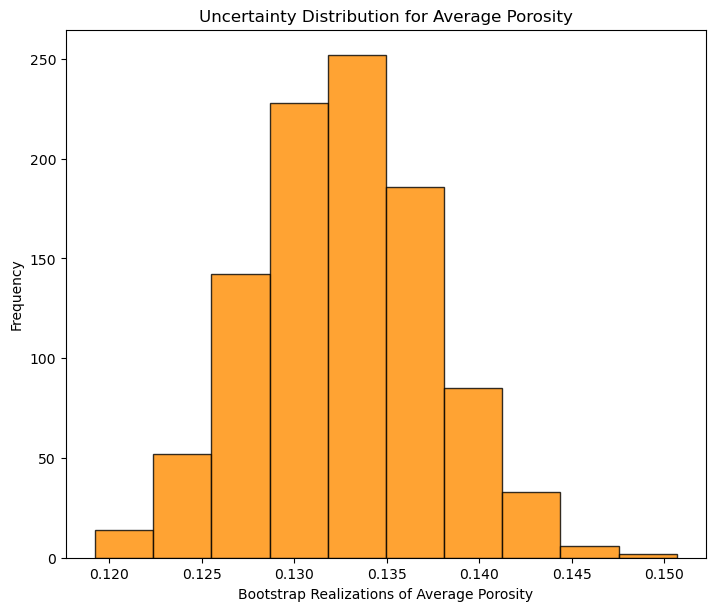 Uncertainty Distribution for Average Porosity
Frequency
250
200
150
100
50
0
0.120 0.125 0.130 0.135 0.140 0.145 0.150
Bootstrap Realizations of Average Porosity